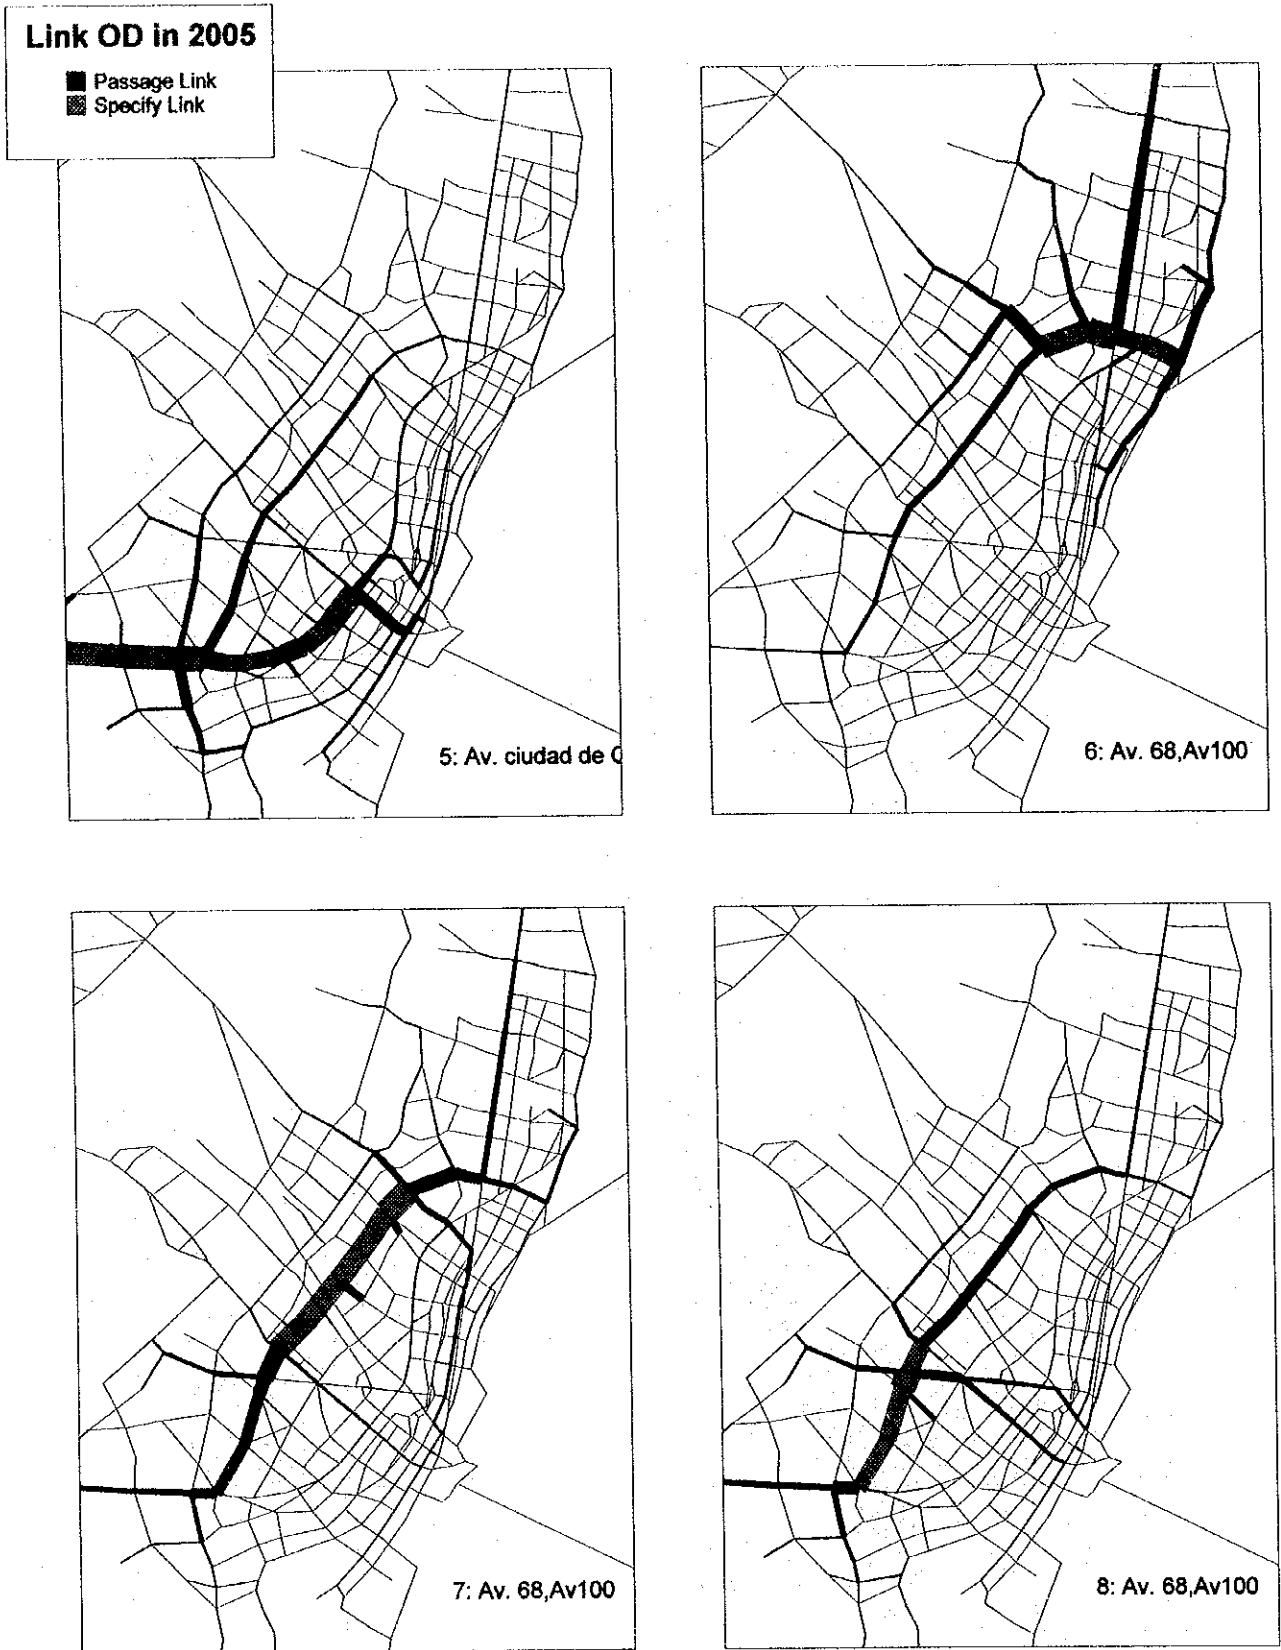 Link OD in 2005
Passage Link
Specify Link
5: Av. ciudad de
6: Av. 68,Av100
7: Av. 68,Av100
8: Av. 68,Av100